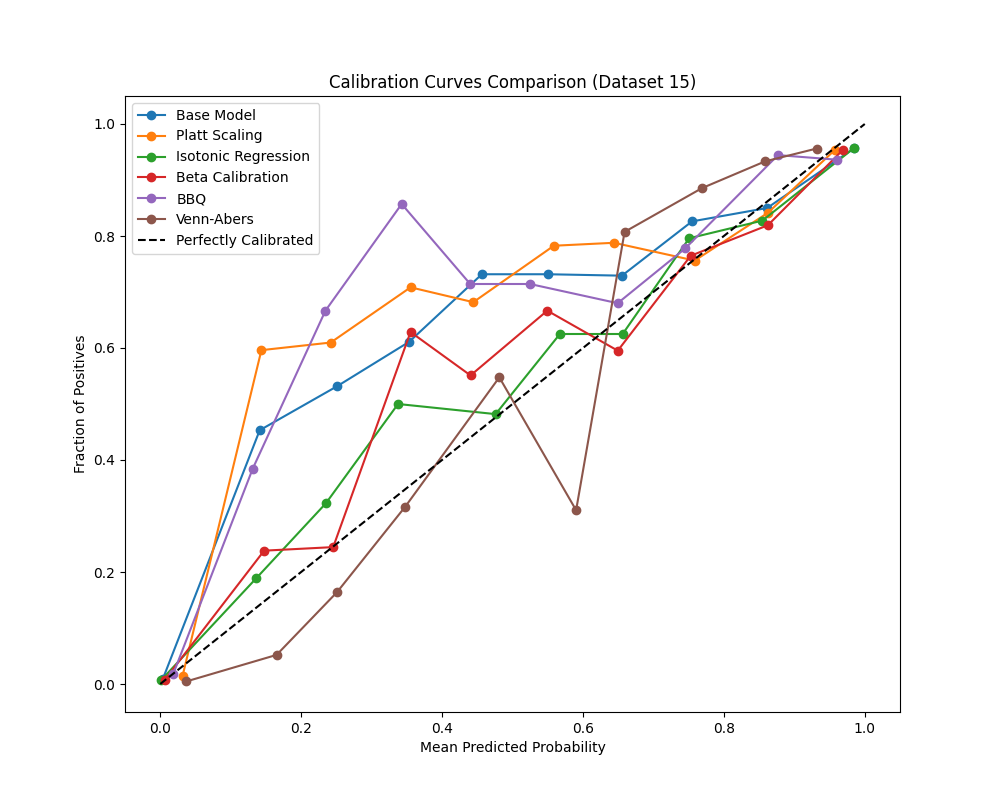 Calibration Curves Comparison (Dataset 15)
Base Model
Platt Scaling
Isotonic Regression
Beta Calibration
BBQ
Venn-Abers
Perfectly Calibrated
Fraction of Positives
1.0
0.8
0.6
0.4
0.2
0.0
0.0 0.2 0.4 0.6 0.8 1.0
Mean Predicted Probability